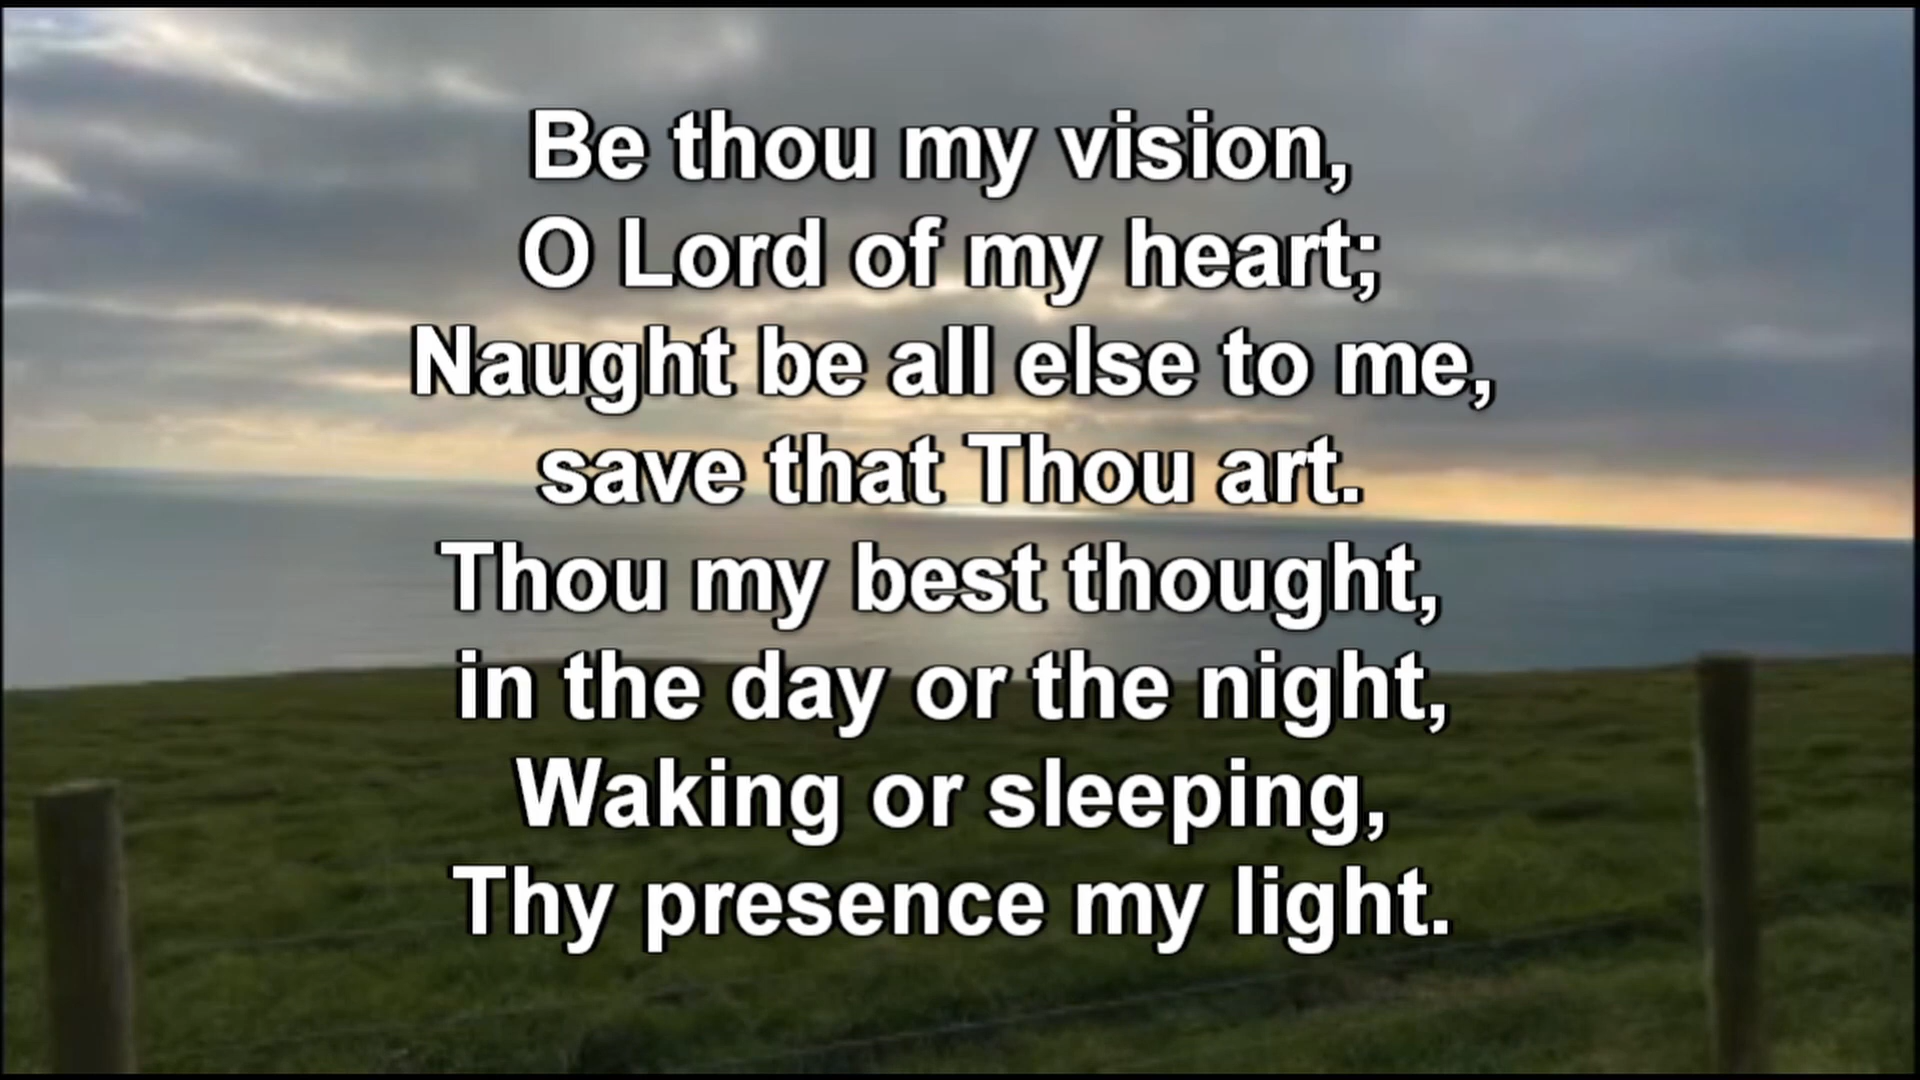 Be thou my vision,
O Lord of my heart;
Naught be all else to me,
save that Thou art.
Thou my best thought,
in the day or the night,
Waking or sleeping,
Thy presence my light.